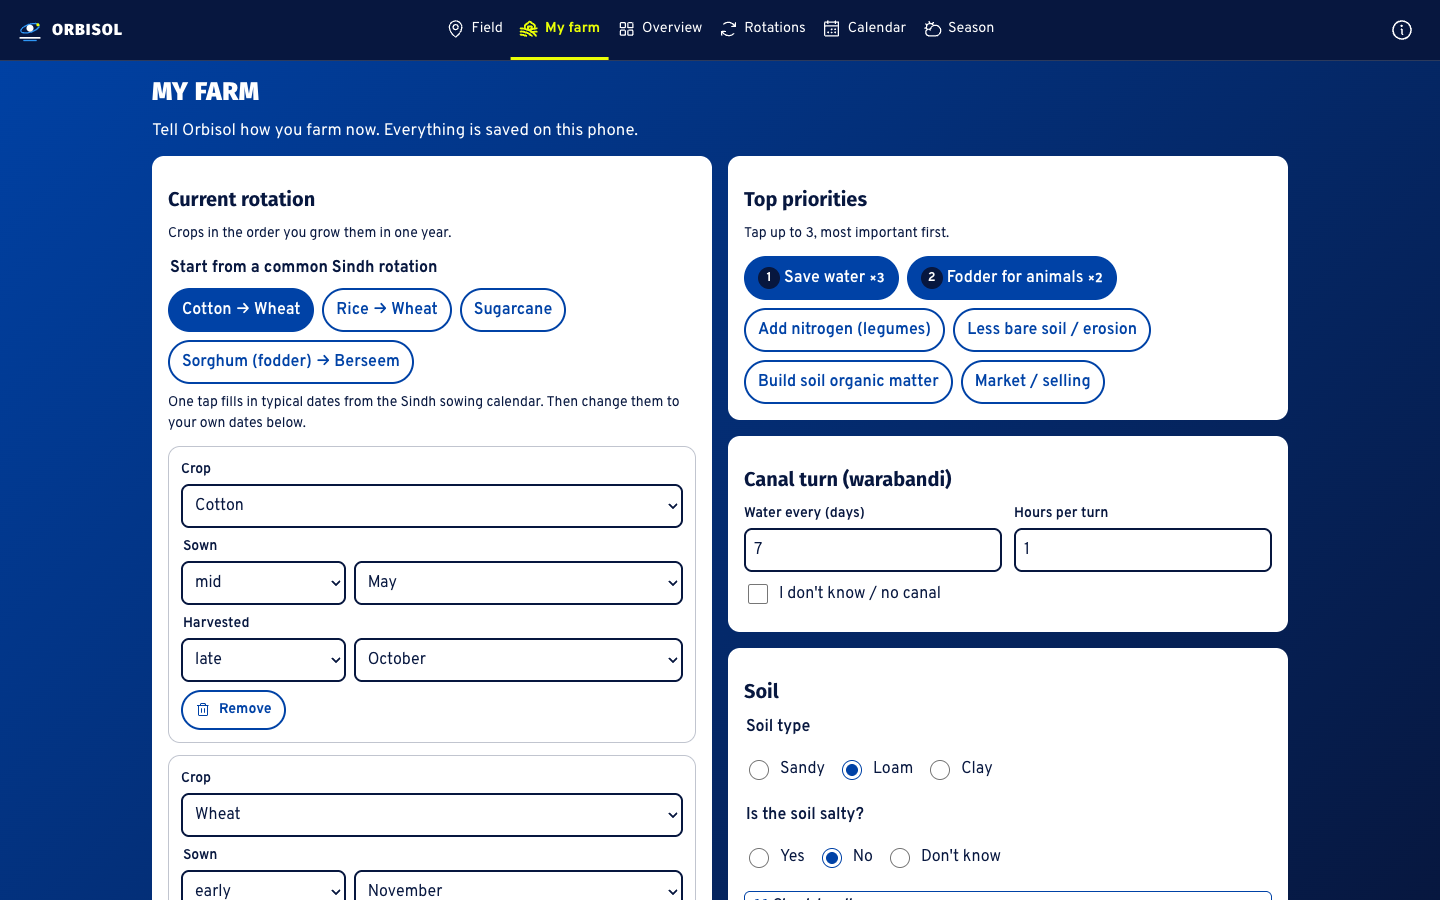 ORBISOL
Field
My farm
Overview
Rotations
Calendar
Season
MY FARM
Tell Orbisol how you farm now. Everything is saved on this phone.
Current rotation
Crops in the order you grow them in one year.
Start from a common Sindh rotation
Cotton → Wheat
Rice → Wheat
Sugarcane
Sorghum (fodder) → Berseem
One tap fills in typical dates from the Sindh sowing calendar. Then change them to
your own dates below.
Crop
Cotton
Sown
mid
May
Harvested
late
October
Remove
Crop
Wheat
Sown
early
November
Top priorities
Tap up to 3, most important first.
1 Save water ×3
2 Fodder for animals ×2
Add nitrogen (legumes)
Less bare soil / erosion
Build soil organic matter
Market / selling
Canal turn (warabandi)
Water every (days)
Hours per turn
7
1
I don't know / no canal
Soil
Soil type
Sandy
Loam
Clay
Is the soil salty?
Yes
No
Don't know